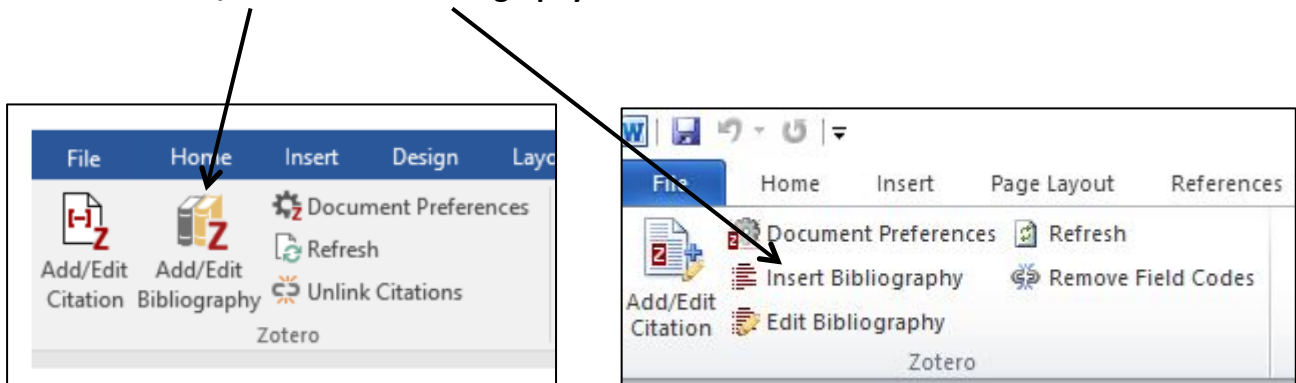 File Home Insert Design
Add/Edit Citation
Add/Edit Bibliography
Document Preferences
Refresh
Unlink Citations
Zotero
W
File Home Insert Page Layout References
Add/Edit Citation
Document Preferences
Insert Bibliography
Edit Bibliography
Refresh
Remove Field Codes
Zotero